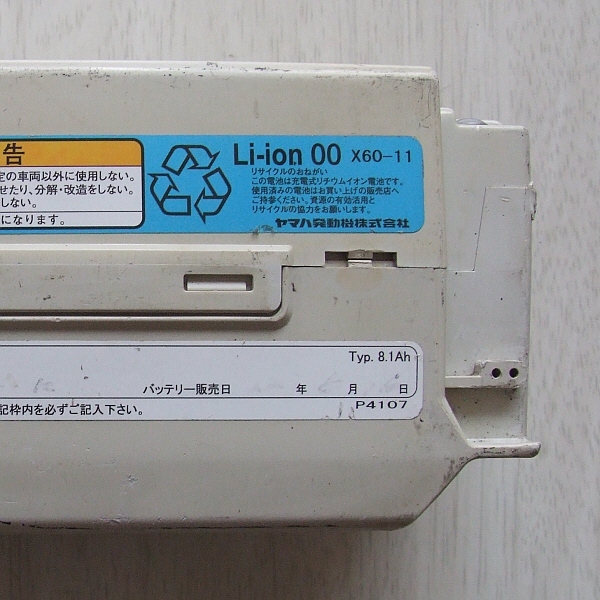 告
定の車両以外に使用しない。
せたり、分解・改造をしない。
しない。
になります。
Li-ion 00 X60-11
リサイクルのおねがい
この電池は充電式リチウムイオン電池です。
使用済みの電池はお買い上げの販売店へ
ご持参ください。資源の有効活用と
リサイクルの協力をお願いします。
ヤマハ発動機株式会社
Typ. 8.1Ah
バッテリー販売日 年 月 日
記枠内を必ずご記入下さい。
P4107